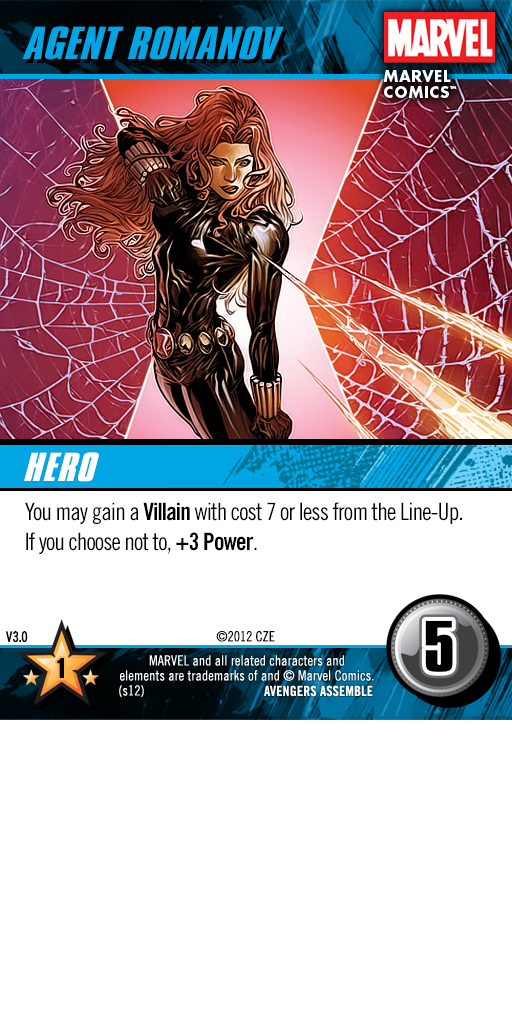 AGENT ROMANOV
MARVEL
MARVEL
COMICS™
HERO
You may gain a Villain with cost 7 or less from the Line-Up.
If you choose not to, +3 Power.
V3.0
©2012 CZE
5
1
MARVEL and all related characters and
elements are trademarks of and © Marvel Comics.
(s12) AVENGERS ASSEMBLE